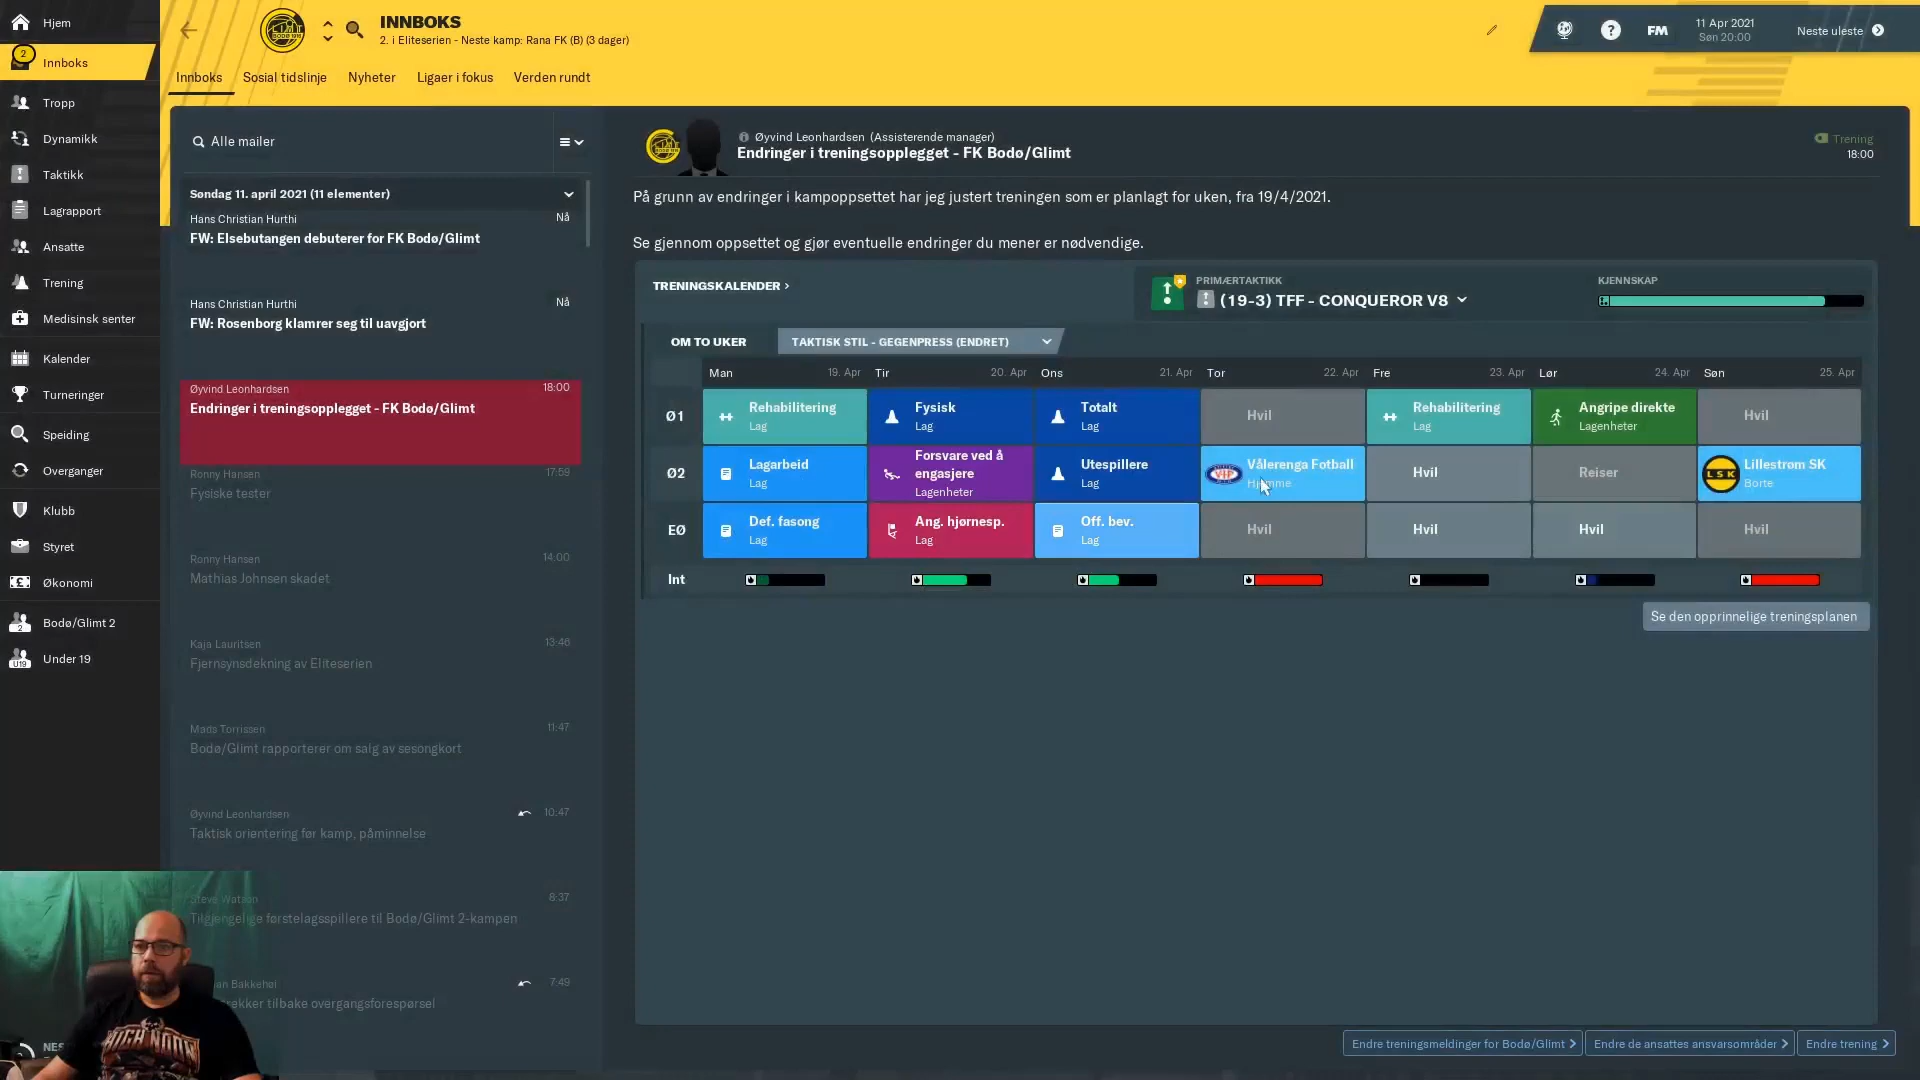 Hjem
2
Innboks
Tropp
Dynamikk
Taktikk
Lagrapport
Ansatte
Trening
Medisinsk senter
Kalender
Turneringer
Speiding
Overganger
Klubb
Styret
Økonomi
Bodø/Glimt 2
Under 19
INNBOKS
2. i Eliteserien - Neste kamp: Rana FK (B) (3 dager)
FM
11 Apr 2021
Søn 20:00
Neste uleste
Innboks
Sosial tidslinje
Nyheter
Ligaer i fokus
Verden rundt
Alle mailer
Søndag 11. april 2021 (11 elementer)
Hans Christian Hurthi
Nå
FW: Elsebutangen debuterer for FK Bodø/Glimt
Hans Christian Hurthi
Nå
FW: Rosenborg klamrer seg til uavgjort
Øyvind Leonhardsen
18:00
Endringer i treningsopplegget - FK Bodø/Glimt
Ronny Hansen
17:59
Fysiske tester
Ronny Hansen
14:00
Mathias Johnsen skadet
Kaja Lauritsen
13:46
Fjernsynsdekning av Eliteserien
Mads Torrissen
11:47
Bodø/Glimt rapporterer om salg av sesongkort
Øyvind Leonhardsen
10:47
Taktisk orientering før kamp, påminnelse
Steve Watson
8:37
Tilgjengelige førstelagsspillere til Bodø/Glimt 2-kampen
Bakkehøi
7:49
tilbake overgangsforespørsel
Øyvind Leonhardsen (Assisterende manager)
Endringer i treningsopplegget - FK Bodø/Glimt
Trening
18:00
På grunn av endringer i kampoppsettet har jeg justert treningen som er planlagt for uken, fra 19/4/2021.
Se gjennom oppsettet og gjør eventuelle endringer du mener er nødvendige.
TRENINGSKALENDER
PRIMÆRTAKTIKK
(19-3) TFF - CONQUEROR V8
KJENNSKAP
OM TO UKER
TAKTISK STIL - GEGENPRESS (ENDRET)
Man 19. Apr Tir 20. Apr Ons 21. Apr Tor 22. Apr Fre 23. Apr Lør 24. Apr Søn 25. Apr
Ø1
Rehabilitering
Lag
Fysisk
Lag
Totalt
Lag
Hvil
Rehabilitering
Lag
Angripe direkte
Lagenheter
Hvil
Ø2
Lagarbeid
Lag
Forsvare ved å
engasjere
Lagenheter
Utespillere
Lag
Vålerenga Fotball
Hjemme
Hvil
Reiser
LSK
Lillestrøm SK
Borte
EØ
Def. fasong
Lag
Ang. hjørnesp.
Lag
Off. bev.
Lag
Hvil
Hvil
Hvil
Hvil
Int
Se den opprinnelige treningsplanen
Endre treningsmeldinger for Bodø/Glimt
Endre de ansattes ansvarsområder
Endre trening